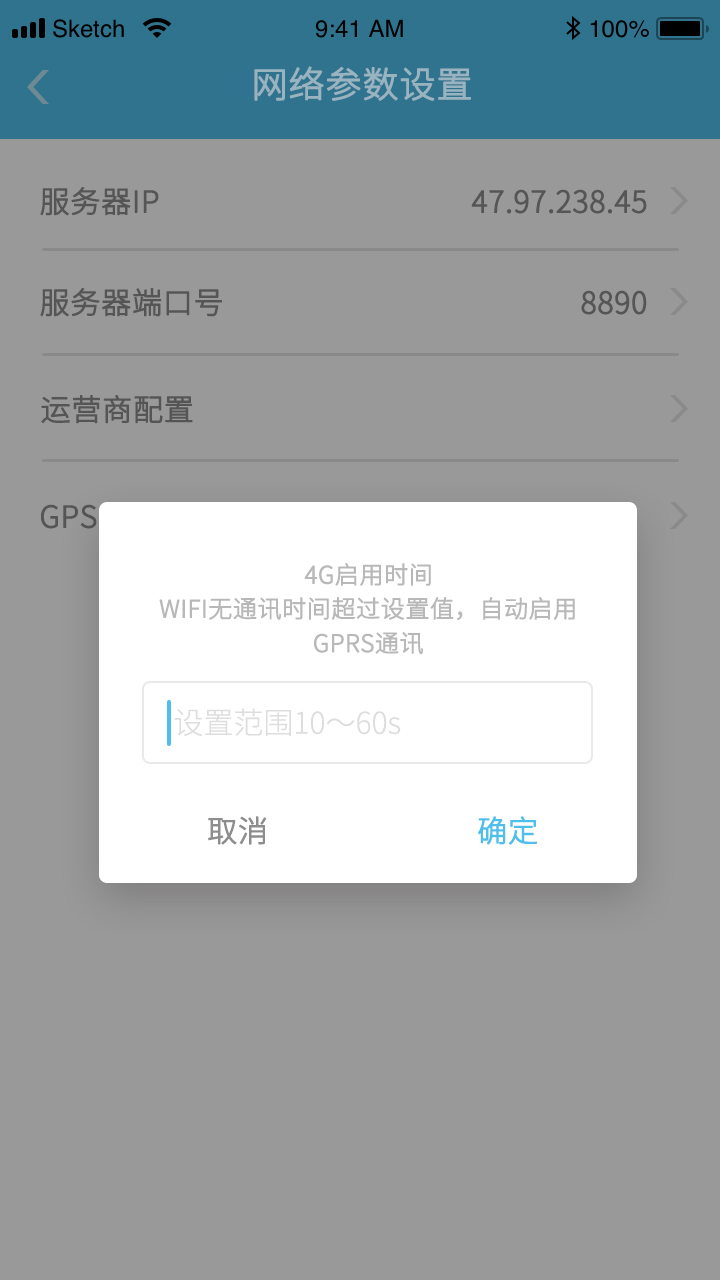 Sketch 9:41 AM 100%
网络参数设置
服务器IP 47.97.238.45
服务器端口号 8890
运营商配置
GPS
4G启用时间
WIFI无通讯时间超过设置值，自动启用
GPRS通讯
设置范围10～60s
取消 确定